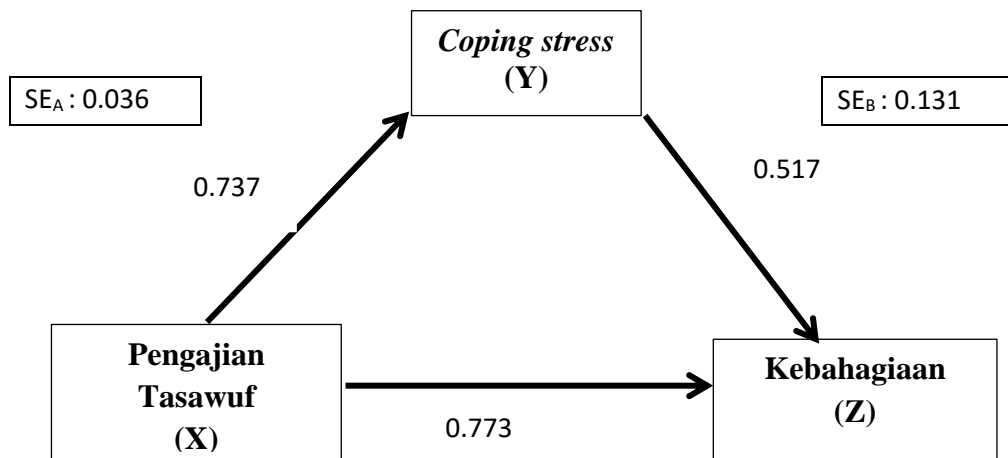 Coping stress
(Y)
SEA : 0.036
SEB : 0.131
0.737
0.517
Pengajian
Tasawuf
(X)
Kebahagiaan
(Z)
0.773